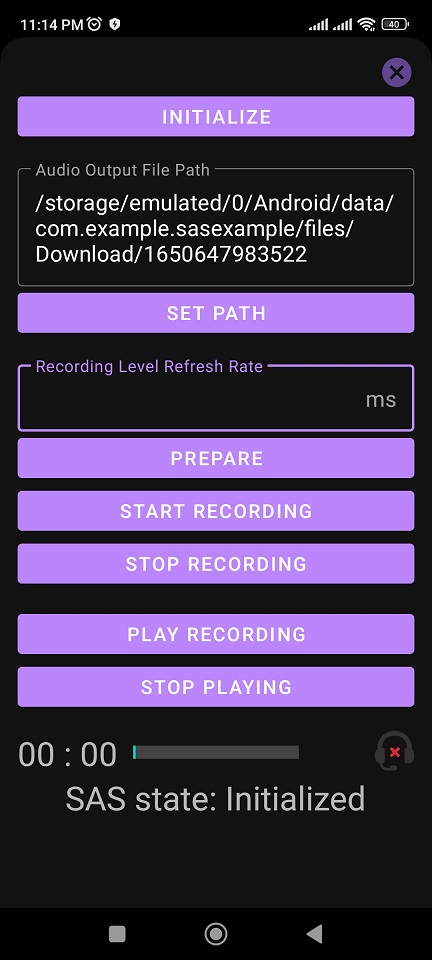 11:14 PM
40
INITIALIZE
Audio Output File Path
/storage/emulated/0/Android/data/
com.example.sasexample/files/
Download/1650647983522
SET PATH
Recording Level Refresh Rate
ms
PREPARE
START RECORDING
STOP RECORDING
PLAY RECORDING
STOP PLAYING
00 : 00
SAS state: Initialized